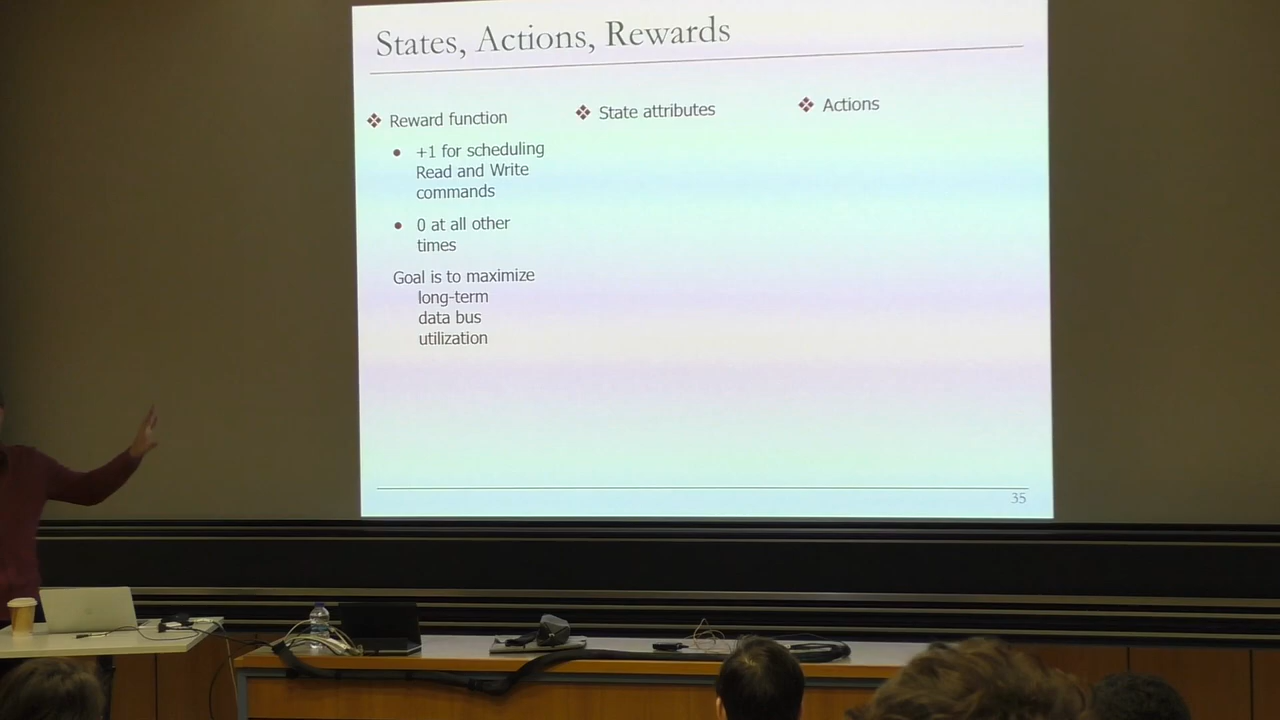 States, Actions, Rewards
❖ Reward function
• +1 for scheduling
Read and Write
commands
• 0 at all other
times
Goal is to maximize
long-term
data bus
utilization
❖ State attributes
❖ Actions
35